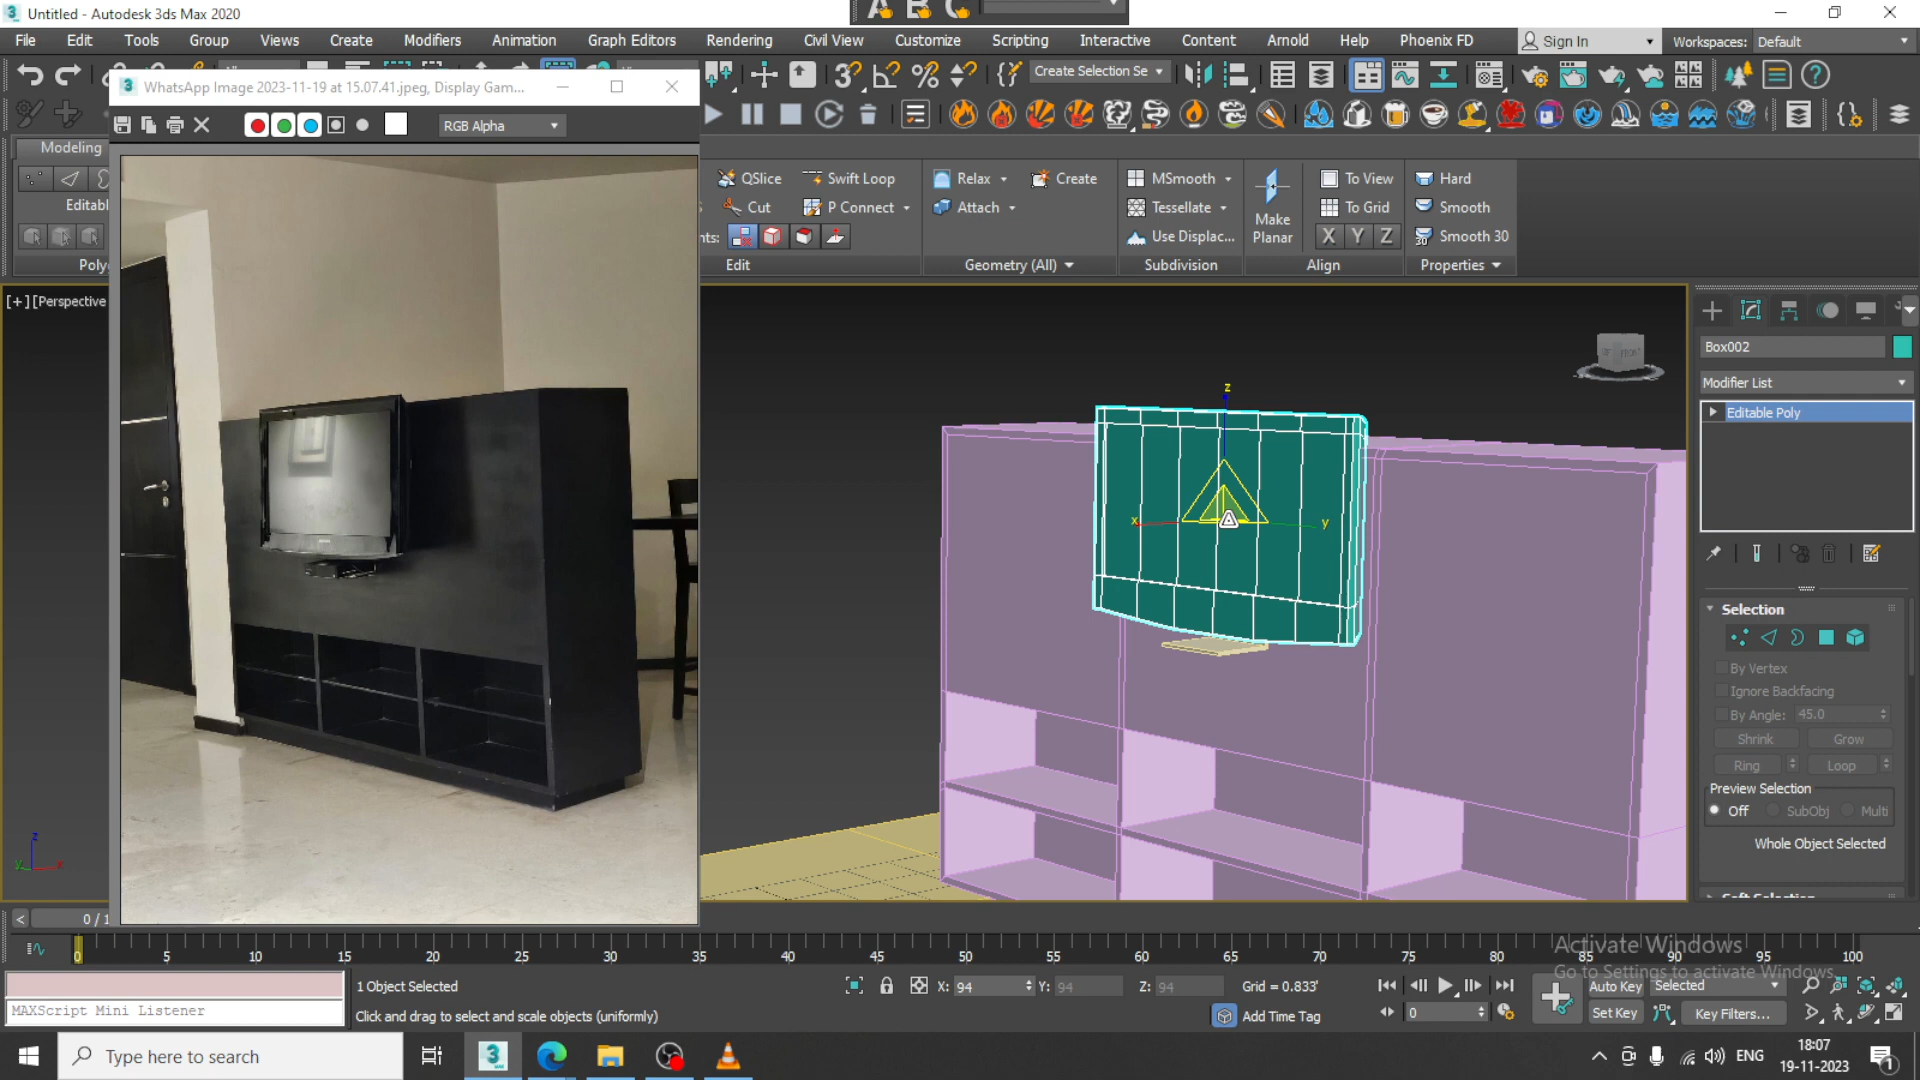 Untitled - Autodesk 3ds Max 2020
File Edit Tools Group Views Create Modifiers Animation Graph Editors Rendering Civil View Customize Scripting Interactive Content Arnold Help Phoenix FD Sign In Workspaces: Default
WhatsApp Image 2023-11-19 at 15.07.41.jpeg, Display Gam...
Create Selection Se
RGB Alpha
Modeling
QSlice Swift Loop Relax Create MSmooth To View Hard
Cut P Connect Attach Tessellate Make Planar To Grid Smooth
Use Displac... X Y Z Smooth 30
Edit Geometry (All) Subdivision Align Properties
[+][Perspective
Box002
Modifier List
Editable Poly
z
x
y
Selection
By Vertex
Ignore Backfacing
By Angle: 45.0
Shrink Grow
Ring Loop
Preview Selection
Off SubObj Multi
Whole Object Selected
z
y x
0 5 10 15 20 25 30 35 40 45 50 55 60 65 70 75 80 85 90 95 100
Activate Windows
Go to Settings to activate Windows.
1 Object Selected X: 94 Y: 94 Z: 94 Grid = 0.833' Auto Key Selected
MAXScript Mini Listener
Click and drag to select and scale objects (uniformly) Add Time Tag 0 Set Key Key Filters...
Type here to search
ENG
18:07
19-11-2023
1